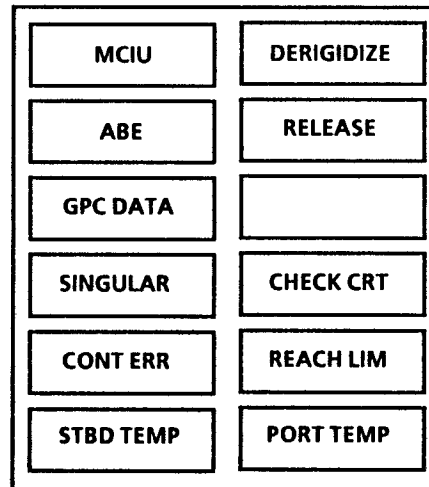 MCIU DERIGIDIZE
ABE RELEASE
GPC DATA
SINGULAR CHECK CRT
CONT ERR REACH LIM
STBD TEMP PORT TEMP